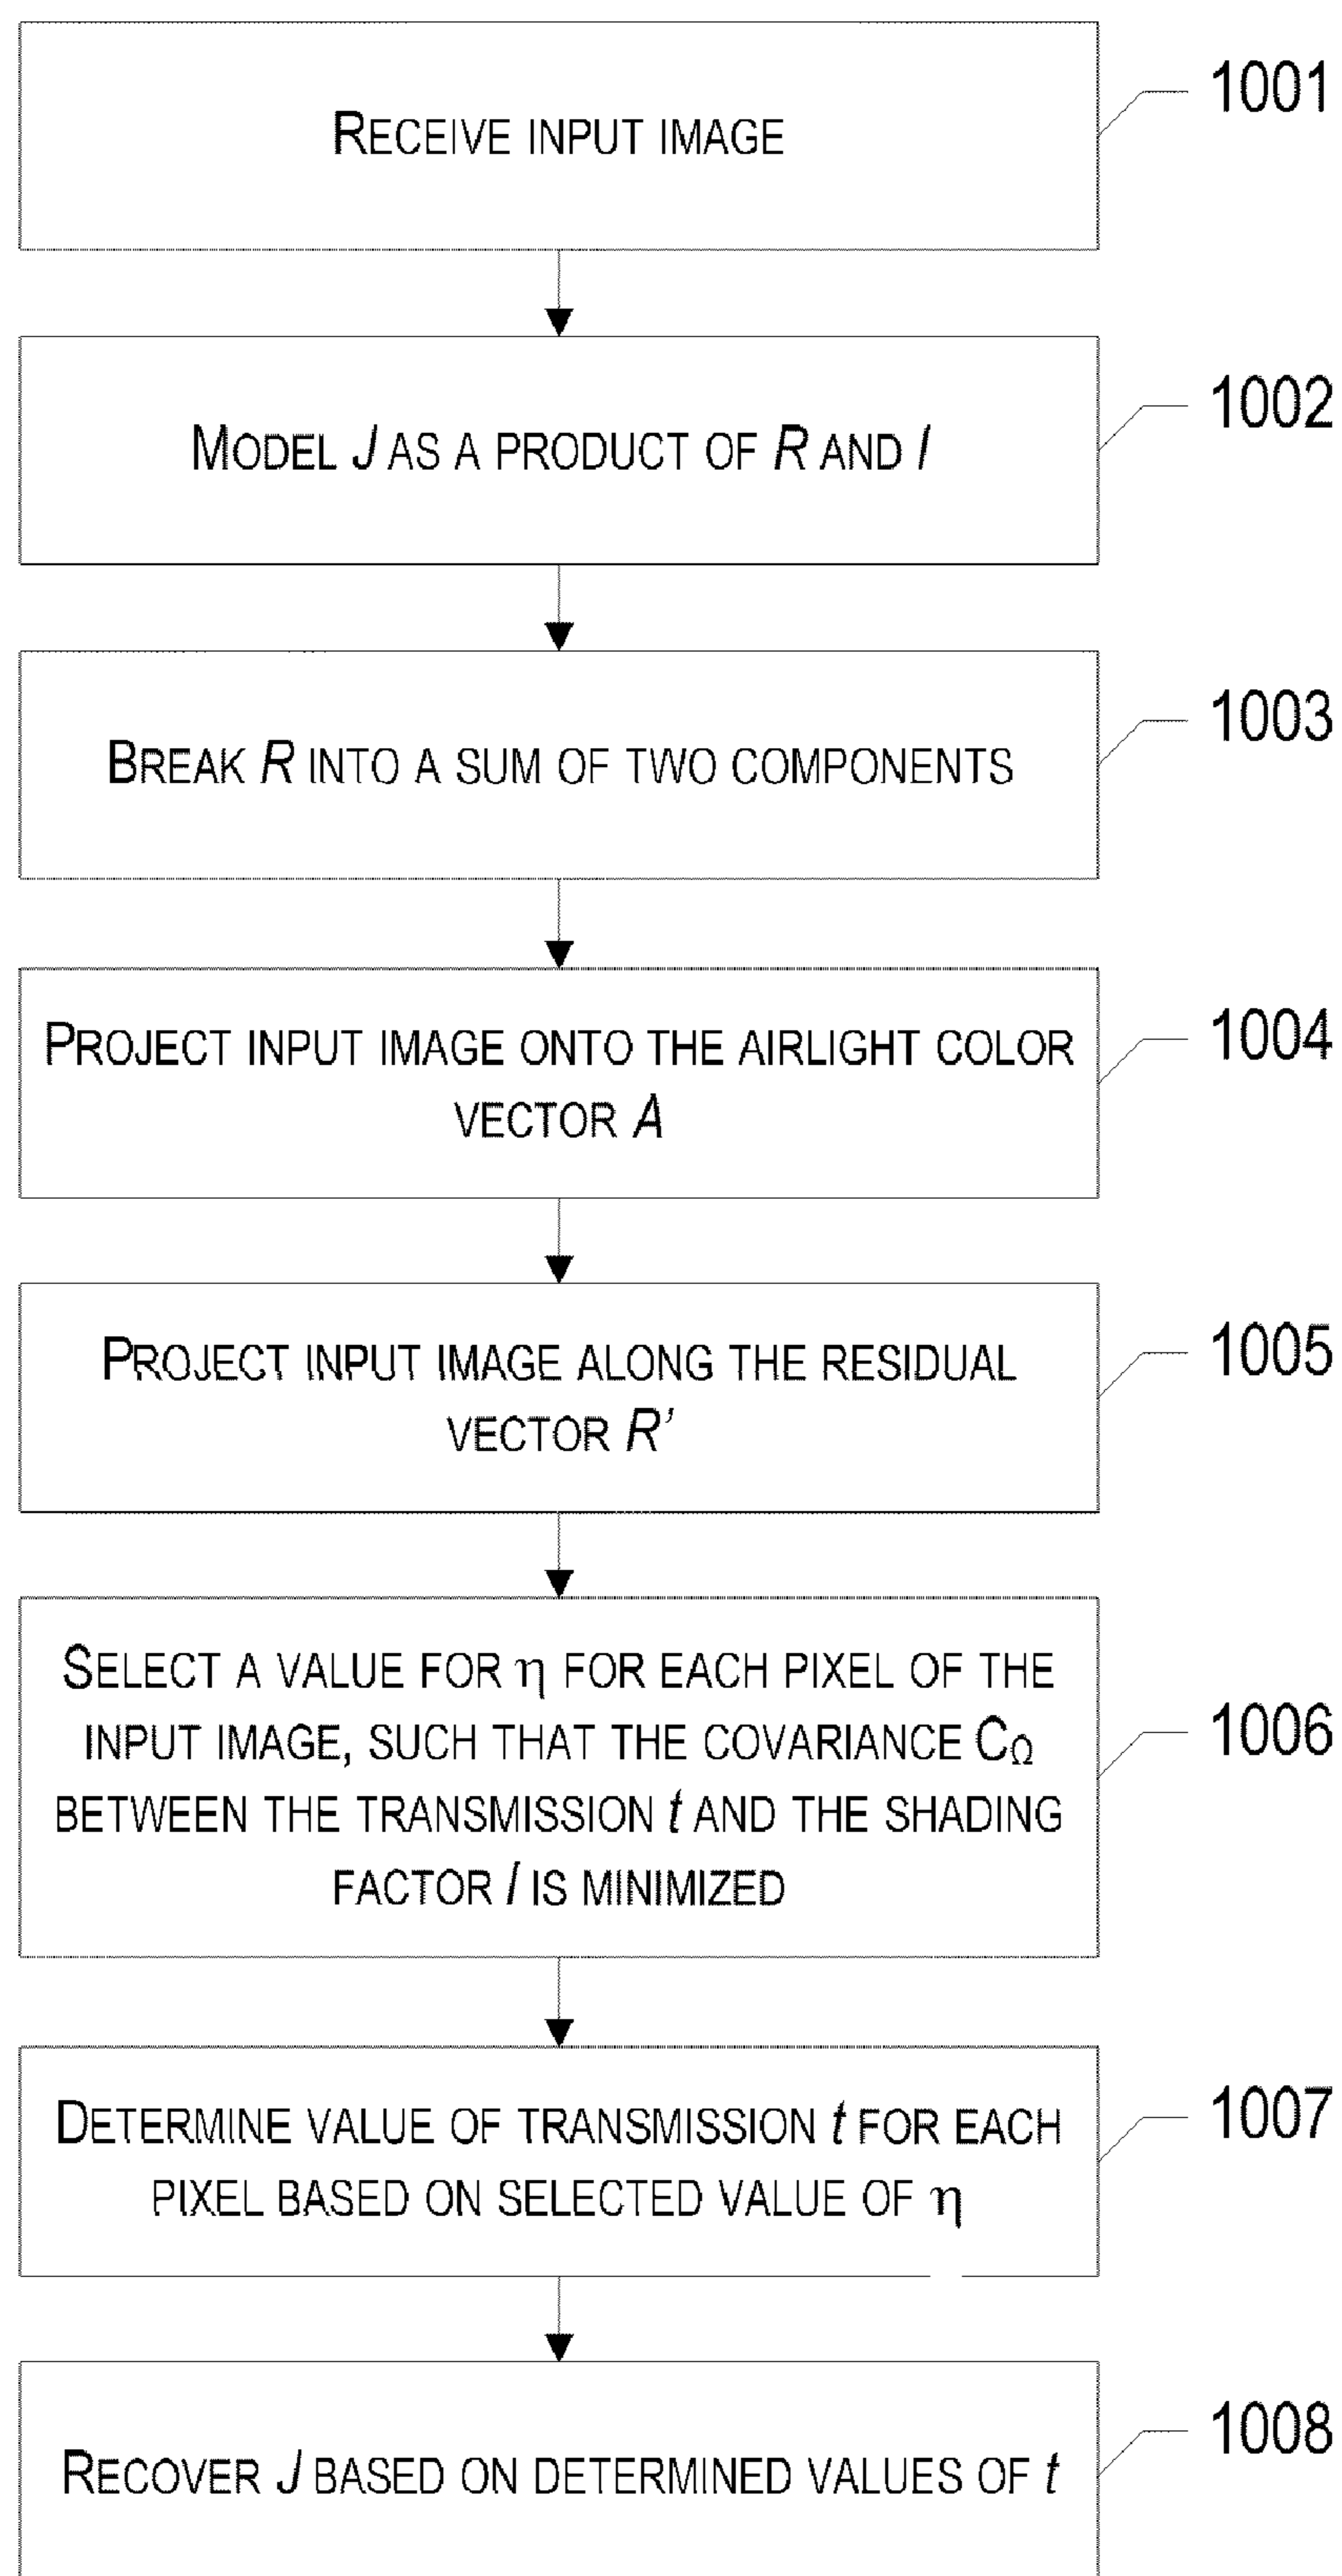 RECEIVE INPUT IMAGE
1001
MODEL J AS A PRODUCT OF R AND l
1002
BREAK R INTO A SUM OF TWO COMPONENTS
1003
PROJECT INPUT IMAGE ONTO THE AIRLIGHT COLOR
VECTOR A
1004
PROJECT INPUT IMAGE ALONG THE RESIDUAL
VECTOR R’
1005
SELECT A VALUE FOR η FOR EACH PIXEL OF THE
INPUT IMAGE, SUCH THAT THE COVARIANCE CΩ
BETWEEN THE TRANSMISSION t AND THE SHADING
FACTOR l IS MINIMIZED
1006
DETERMINE VALUE OF TRANSMISSION t FOR EACH
PIXEL BASED ON SELECTED VALUE OF η
1007
RECOVER J BASED ON DETERMINED VALUES OF t
1008